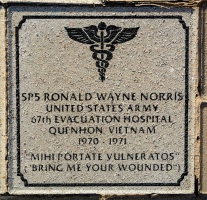 SP5 RONALD WAYNE NORRIS
UNITED STATES ARMY
67th EVACUATION HOSPITAL
QUENHON, VIETNAM
1970 - 1971
"MIHI PORTATE VULNERATOS"
"BRING ME YOUR WOUNDED"